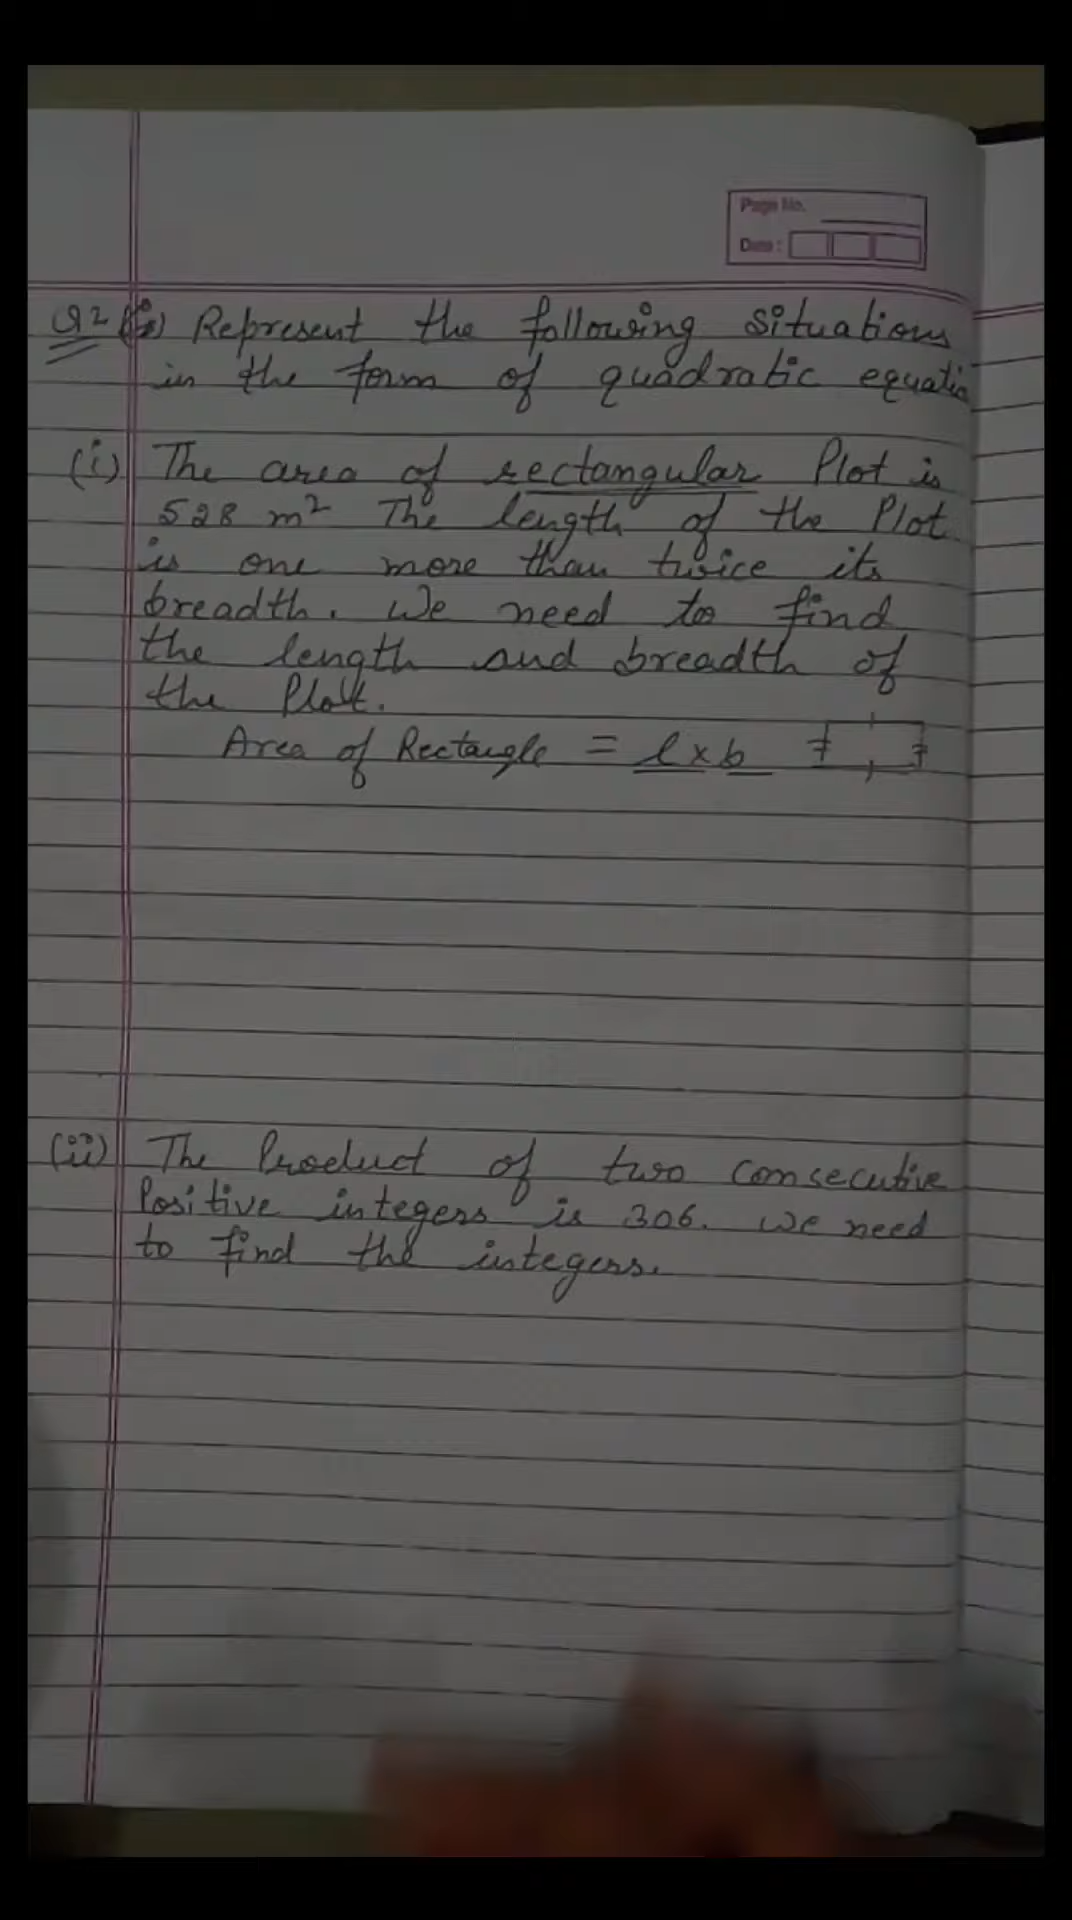 Page No.
Date :
Q2 (i) Represent the following situations
in the form of quadratic equatio
(i) The area of rectangular Plot is
528 m² The length of the Plot
is one more than twice its
breadth. We need to find
the length and breadth of
the Plot.
Area of Rectangle = l × b
(ii) The Product of two consecutive
Positive integers is 306. We need
to find the integers.